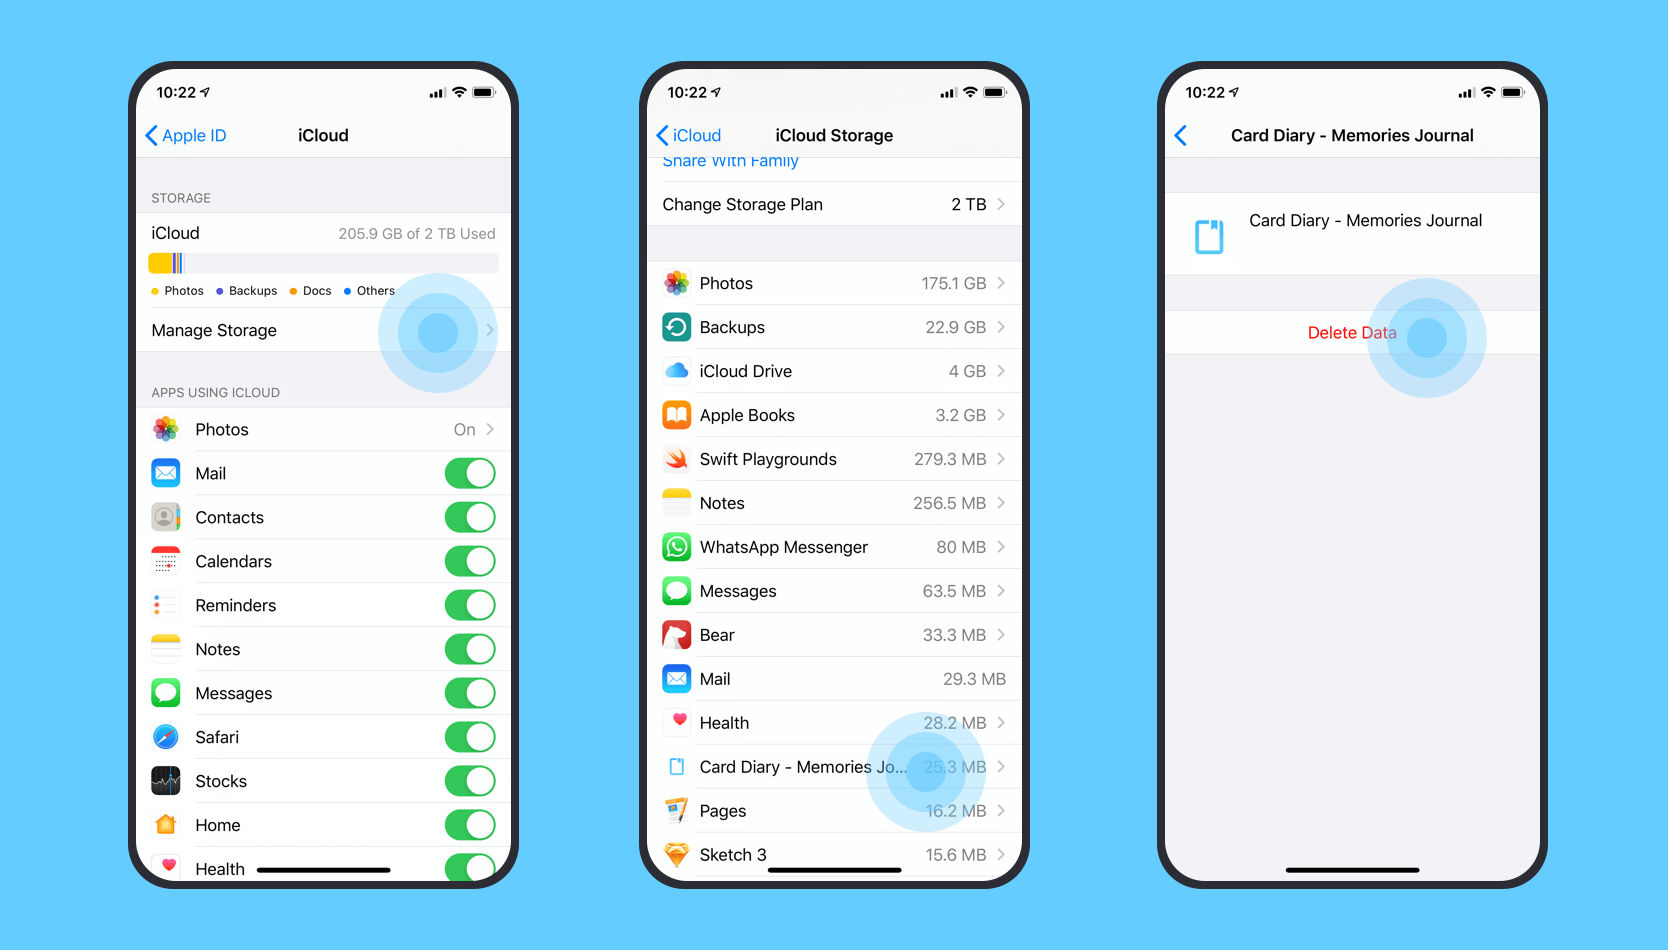 10:22
Apple ID
iCloud
STORAGE
iCloud
205.9 GB of 2 TB Used
Photos
Backups
Docs
Others
Manage Storage
APPS USING ICLOUD
Photos
On
Mail
Contacts
Calendars
Reminders
Notes
Messages
Safari
Stocks
Home
Health
10:22
iCloud
iCloud Storage
Share With Family
Change Storage Plan
2 TB
Photos
175.1 GB
Backups
22.9 GB
iCloud Drive
4 GB
Apple Books
3.2 GB
Swift Playgrounds
279.3 MB
Notes
256.5 MB
WhatsApp Messenger
80 MB
Messages
63.5 MB
Bear
33.3 MB
Mail
29.3 MB
Health
28.2 MB
Card Diary - Memories Jo...
25.3 MB
Pages
16.2 MB
Sketch 3
15.6 MB
10:22
Card Diary - Memories Journal
Card Diary - Memories Journal
Delete Data